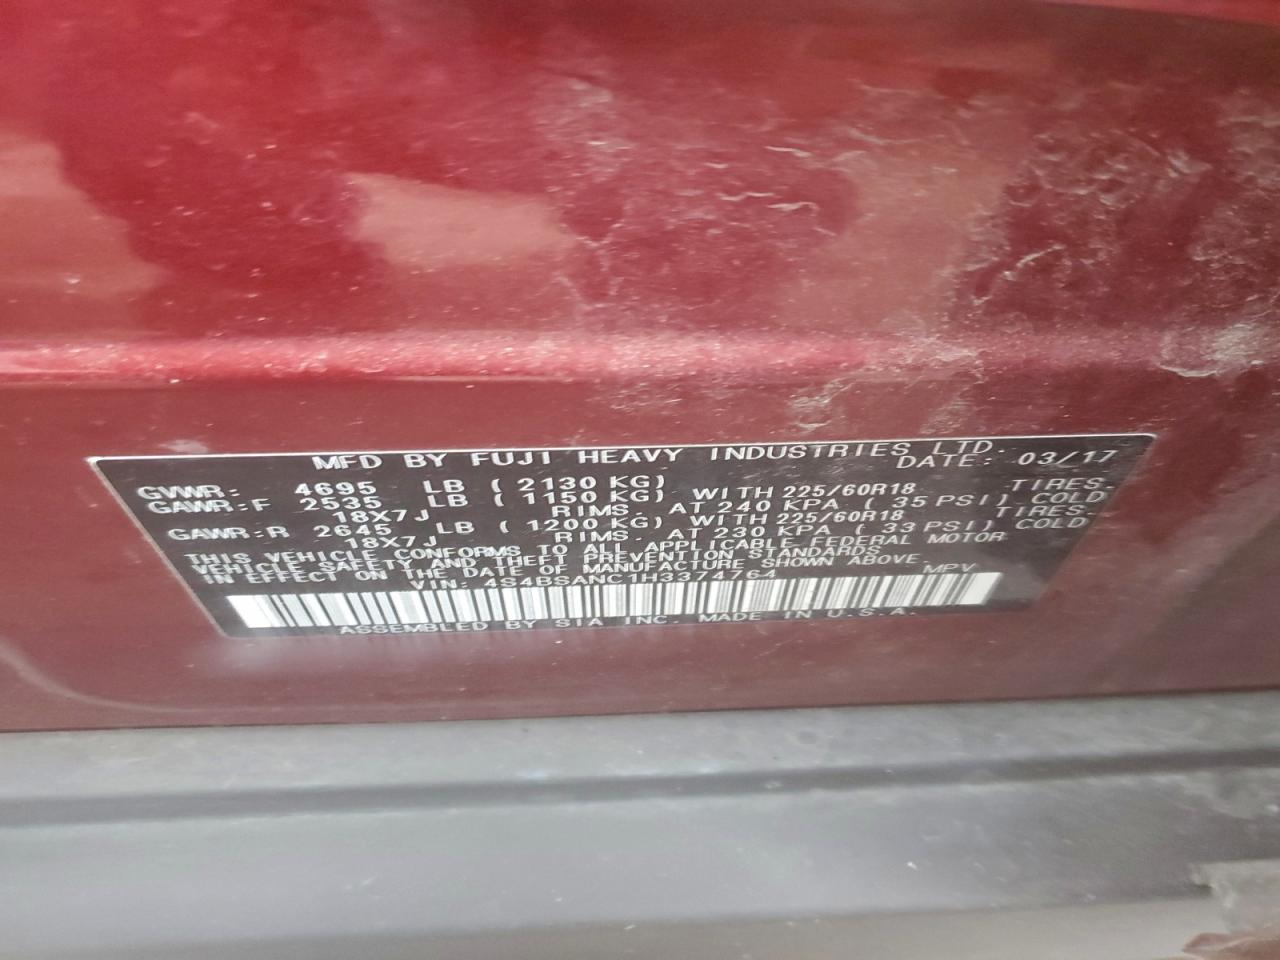 MFD BY FUJI HEAVY INDUSTRIES LTD.
DATE: 03/17
GVWR: 4695 LB ( 2130 KG)
GAWR:F 2535 LB ( 1150 KG) WITH 225/60R18 TIRES.
18X7J RIMS. AT 240 KPA ( 35 PSI) COLD
GAWR:R 2645 LB ( 1200 KG) WITH 225/60R18 TIRES.
18X7J RIMS. AT 230 KPA ( 33 PSI) COLD
THIS VEHICLE CONFORMS TO ALL APPLICABLE FEDERAL MOTOR
VEHICLE SAFETY AND THEFT PREVENTION STANDARDS
IN EFFECT ON THE DATE OF MANUFACTURE SHOWN ABOVE.
VIN: 4S4BSANC1H3374764 MPV
ASSEMBLED BY SIA INC. MADE IN U.S.A.